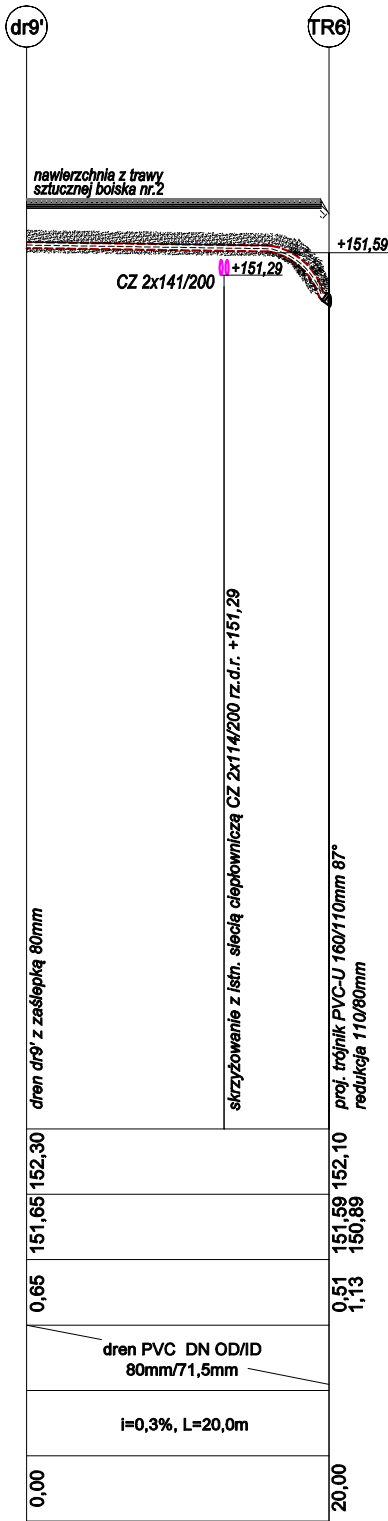 dr9'
TR6'
nawierzchnia z trawy
sztucznej boiska nr.2
+151,59
+151,29
CZ 2x141/200
dren dr9' z zaślepką 80mm
skrzyżowanie z istn. siecią ciepłowniczą CZ 2x114/200 rz.d.r. +151,29
proj. trójnik PVC-U 160/110mm 87°
redukcja 110/80mm
152,30
152,10
151,65
151,59
150,89
0,65
0,51
1,13
dren PVC DN OD/ID
80mm/71,5mm
i=0,3%, L=20,0m
0,00
20,00